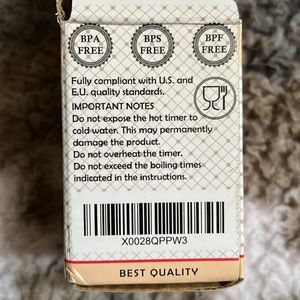 BPA
FREE
BPS
FREE
BPF
FREE
Fully compliant with U.S. and
E.U. quality standards.
IMPORTANT NOTES
Do not expose the hot timer to
cold water. This may permanently
damage the product.
Do not overheat the timer.
Do not exceed the boiling times
indicated in the instructions.
X0028QPPW3
BEST QUALITY